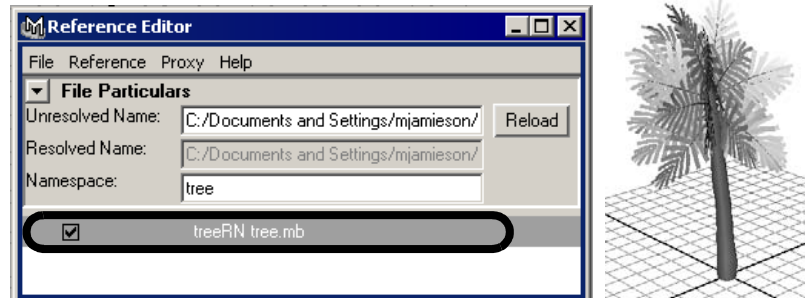 Reference Editor
File Reference Proxy Help
File Particulars
Unresolved Name: C:/Documents and Settings/mjamieson/ Reload
Resolved Name: C:/Documents and Settings/mjamieson/
Namespace: tree
treeRN tree.mb